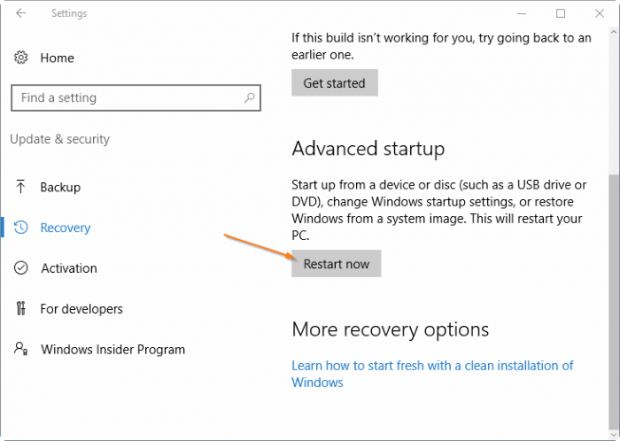 Settings
Home
Find a setting
Update & security
Backup
Recovery
Activation
For developers
Windows Insider Program
If this build isn't working for you, try going back to an
earlier one.
Get started
Advanced startup
Start up from a device or disc (such as a USB drive or
DVD), change Windows startup settings, or restore
Windows from a system image. This will restart your
PC.
Restart now
More recovery options
Learn how to start fresh with a clean installation of
Windows